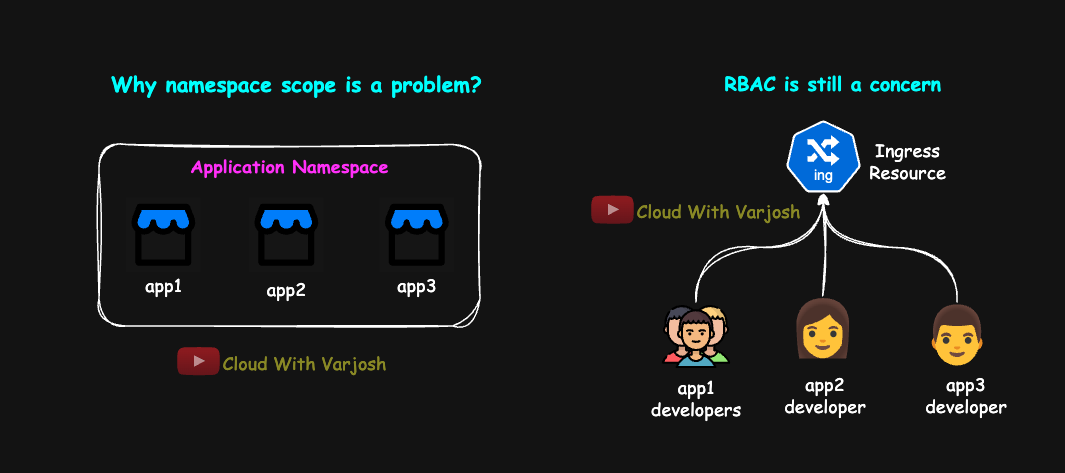 Why namespace scope is a problem?
Application Namespace
app1
app2
app3
Cloud With Varjosh
RBAC is still a concern
ing
Ingress
Resource
Cloud With Varjosh
app1
developers
app2
developer
app3
developer